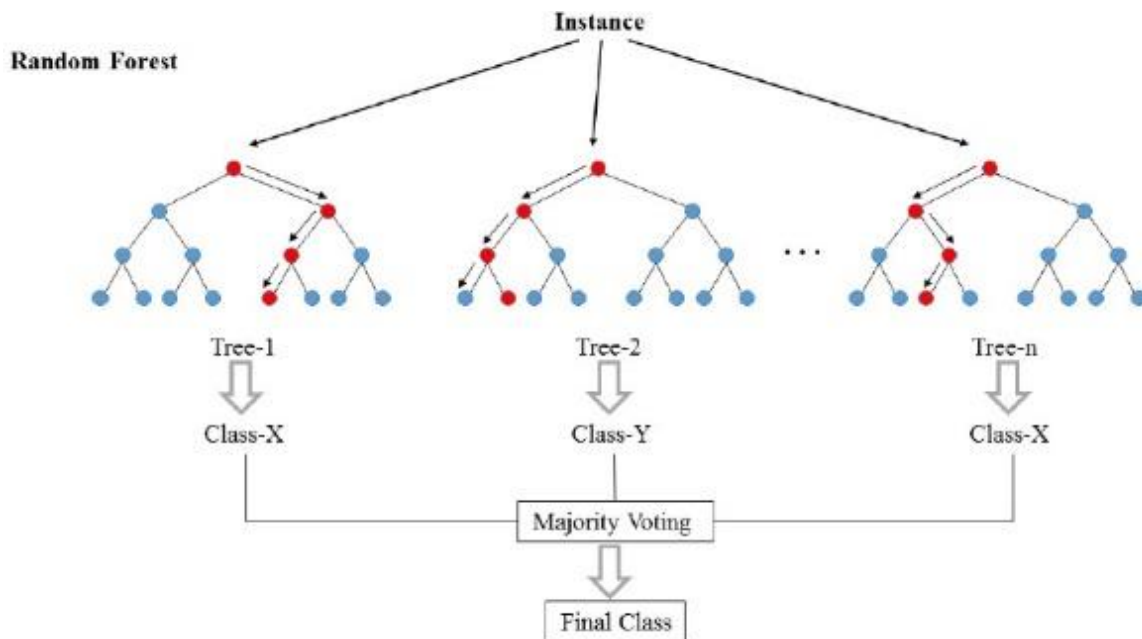 Instance
Random Forest
...
Tree-1
Tree-2
Tree-n
Class-X
Class-Y
Class-X
Majority Voting
Final Class